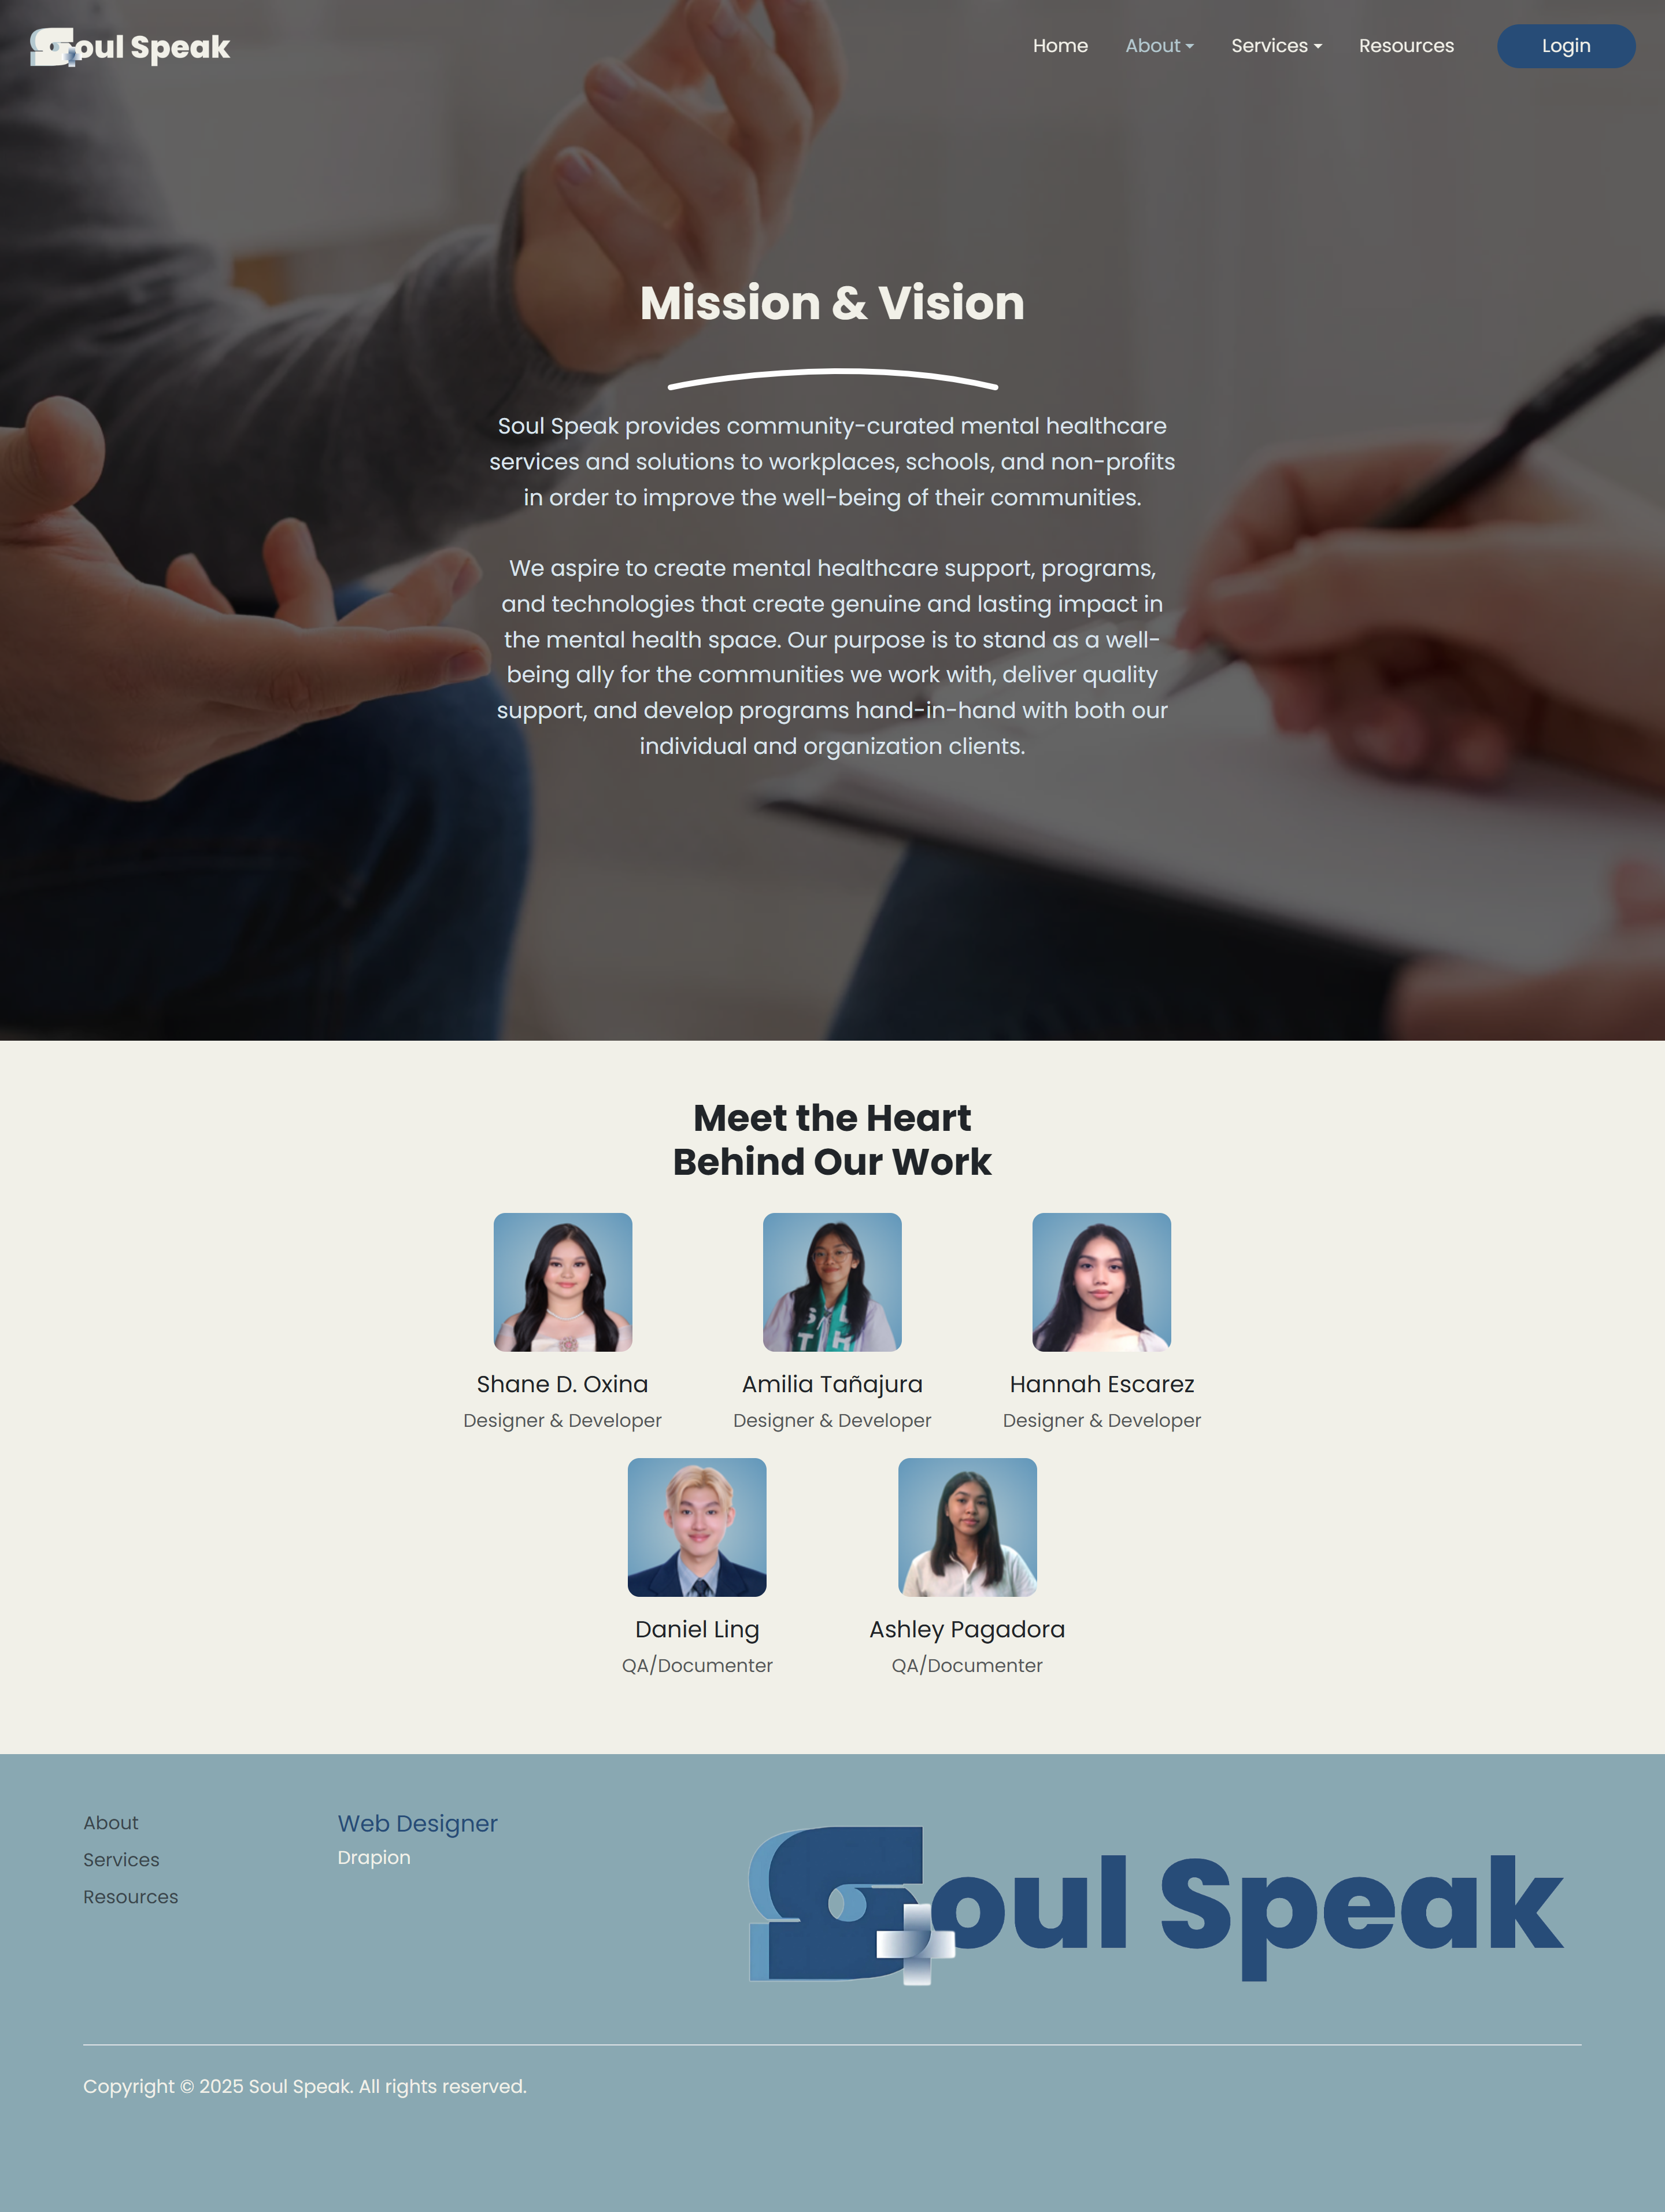 Soul Speak
Home About Services Resources Login
Mission & Vision
Soul Speak provides community-curated mental healthcare
services and solutions to workplaces, schools, and non-profits
in order to improve the well-being of their communities.
We aspire to create mental healthcare support, programs,
and technologies that create genuine and lasting impact in
the mental health space. Our purpose is to stand as a well-
being ally for the communities we work with, deliver quality
support, and develop programs hand-in-hand with both our
individual and organization clients.
Meet the Heart
Behind Our Work
Shane D. Oxina
Designer & Developer
Amilia Tañajura
Designer & Developer
Hannah Escarez
Designer & Developer
Daniel Ling
QA/Documenter
Ashley Pagadora
QA/Documenter
About
Services
Resources
Web Designer
Drapion
Soul Speak
Copyright © 2025 Soul Speak. All rights reserved.